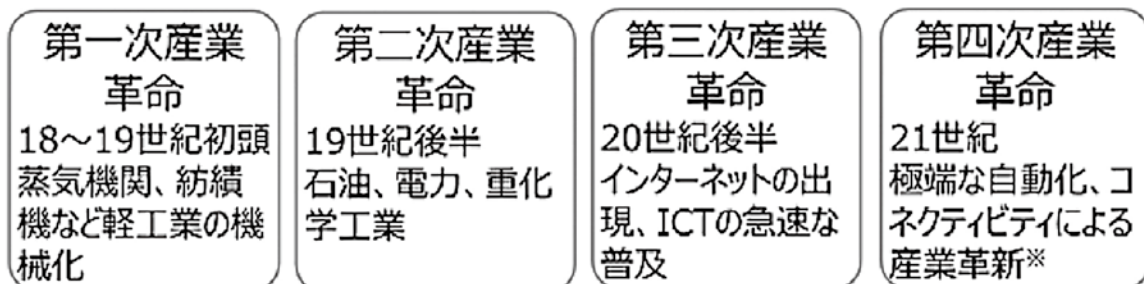 第一次産業
革命
18～19世紀初頭
蒸気機関、紡績
機など軽工業の機
械化
第二次産業
革命
19世紀後半
石油、電力、重化
学工業
第三次産業
革命
20世紀後半
インターネットの出
現、ICTの急速な
普及
第四次産業
革命
21世紀
極端な自動化、コ
ネクティビティによる
産業革新※